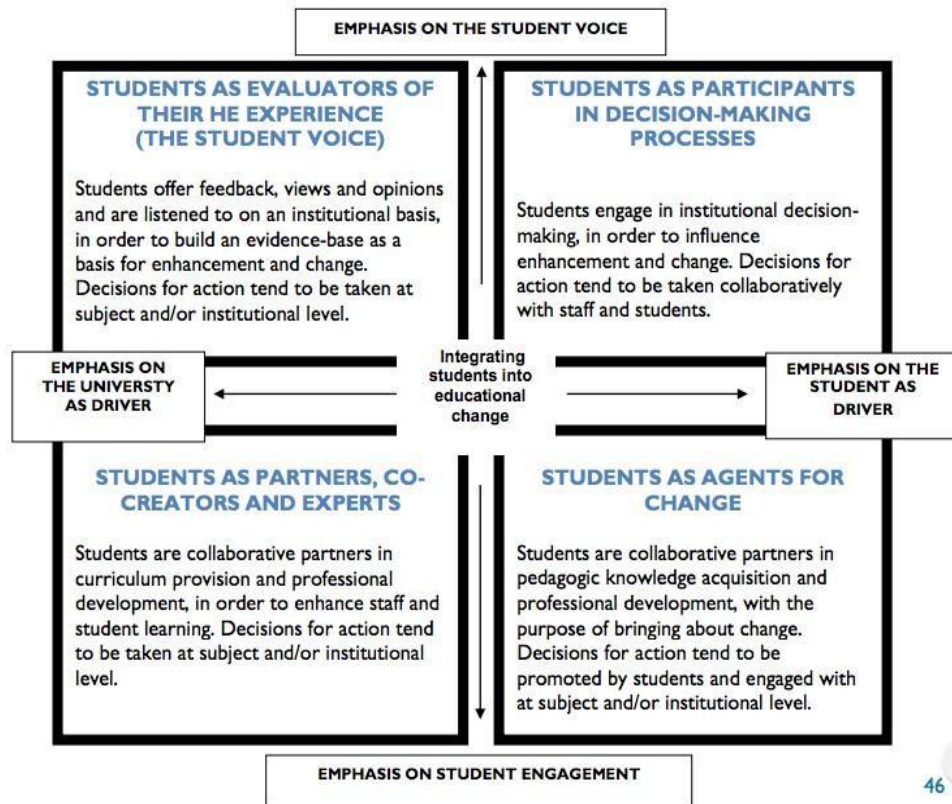 EMPHASIS ON THE STUDENT VOICE
STUDENTS AS EVALUATORS OF
THEIR HE EXPERIENCE
(THE STUDENT VOICE)
Students offer feedback, views and opinions
and are listened to on an institutional basis,
in order to build an evidence-base as a
basis for enhancement and change.
Decisions for action tend to be taken at
subject and/or institutional level.
STUDENTS AS PARTICIPANTS
IN DECISION-MAKING
PROCESSES
Students engage in institutional decision-
making, in order to influence
enhancement and change. Decisions for
action tend to be taken collaboratively
with staff and students.
EMPHASIS ON
THE UNIVERSTY
AS DRIVER
Integrating
students into
educational
change
EMPHASIS ON THE
STUDENT AS
DRIVER
STUDENTS AS PARTNERS, CO-
CREATORS AND EXPERTS
Students are collaborative partners in
curriculum provision and professional
development, in order to enhance staff and
student learning. Decisions for action tend
to be taken at subject and/or institutional
level.
STUDENTS AS AGENTS FOR
CHANGE
Students are collaborative partners in
pedagogic knowledge acquisition and
professional development, with the
purpose of bringing about change.
Decisions for action tend to be
promoted by students and engaged with
at subject and/or institutional level.
EMPHASIS ON STUDENT ENGAGEMENT
46